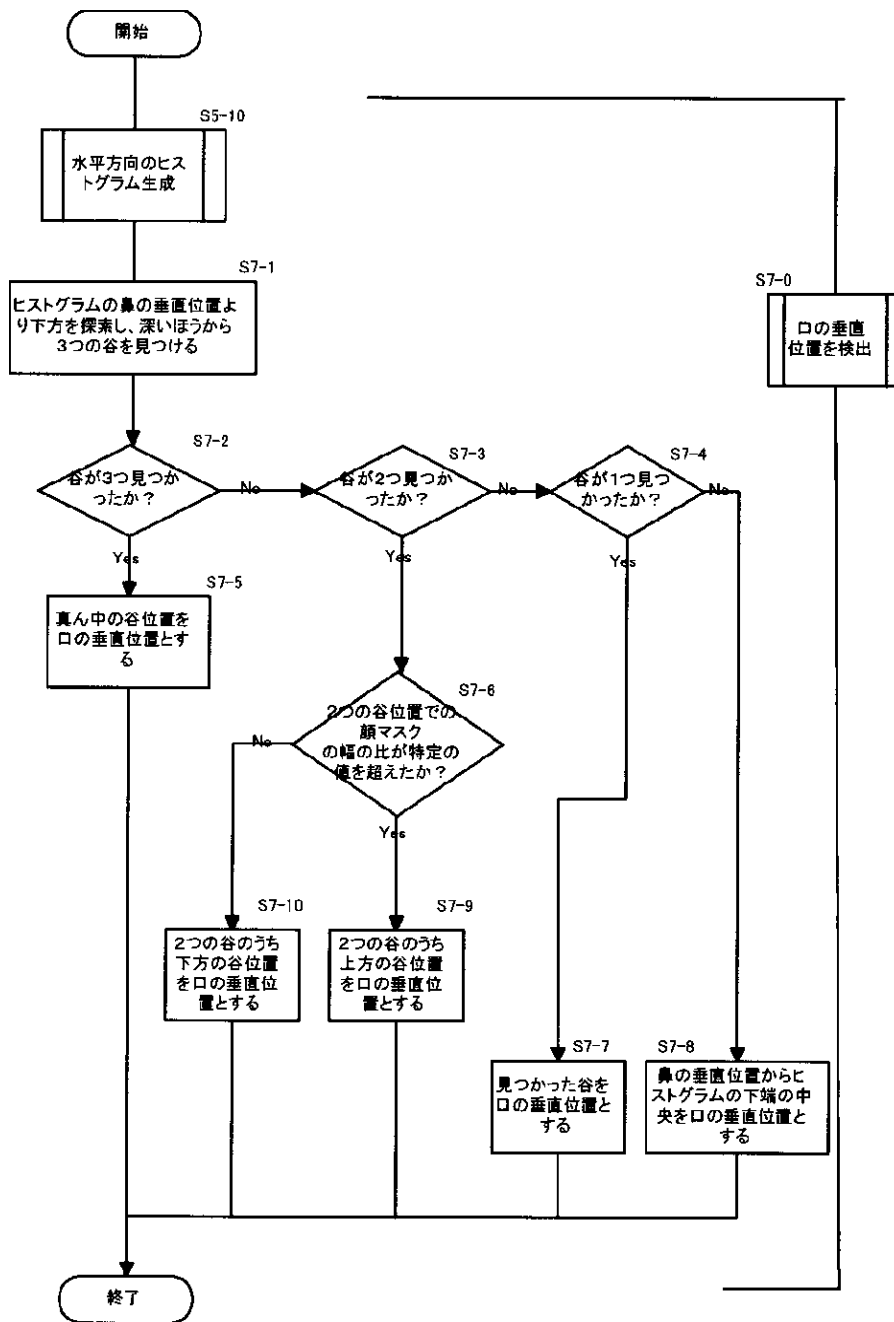 開始
S5-10
水平方向のヒス
トグラム生成
S7-1
ヒストグラムの鼻の垂直位置よ
り下方を探索し、深いほうから
3つの谷を見つける
S7-0
口の垂直
位置を検出
S7-2
谷が3つ見つか
ったか?
No
Yes
S7-3
谷が2つ見つか
ったか?
No
Yes
S7-4
谷が1つ見つ
かったか?
No
Yes
S7-5
真ん中の谷位置を
口の垂直位置とす
る
S7-6
2つの谷位置での
顔マスク
の幅の比が特定の
値を超えたか?
No
Yes
S7-10
2つの谷のうち
下方の谷位置
を口の垂直位
置とする
S7-9
2つの谷のうち
上方の谷位置
を口の垂直位
置とする
S7-7
見つかった谷を
口の垂直位置と
する
S7-8
鼻の垂直位置からヒ
ストグラムの下端の中
央を口の垂直位置と
する
終了